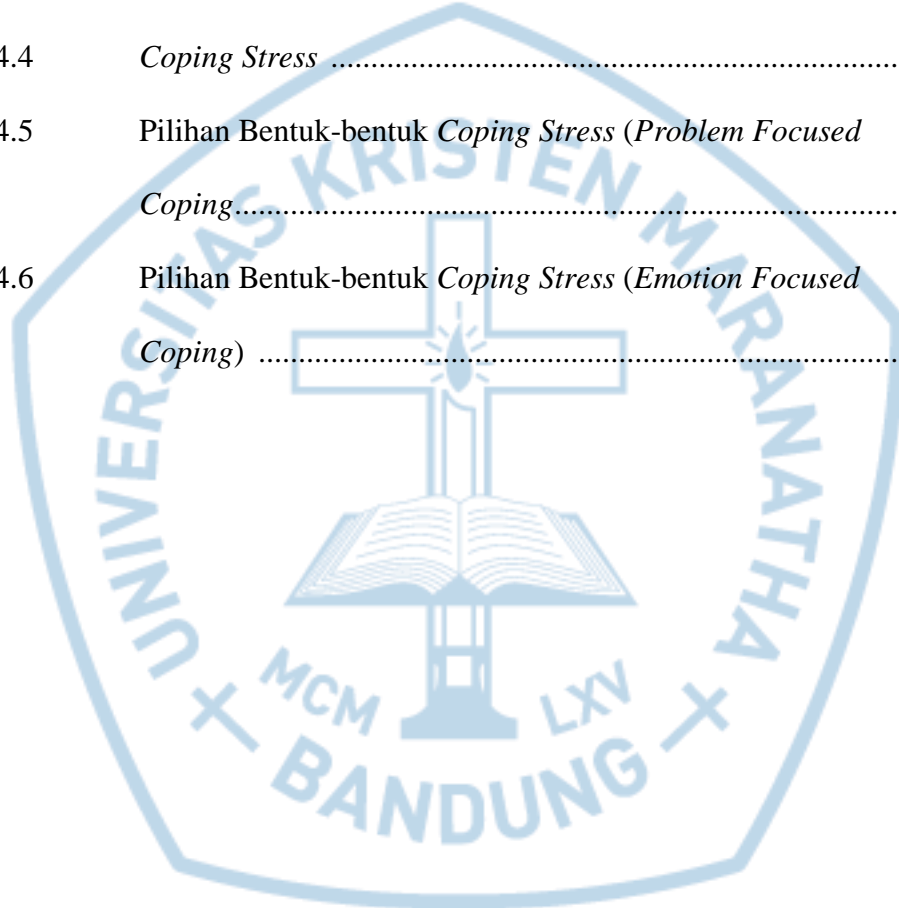 4.4 Coping Stress ........................................................................
4.5 Pilihan Bentuk-bentuk Coping Stress (Problem Focused
Coping....................................................................................
4.6 Pilihan Bentuk-bentuk Coping Stress (Emotion Focused
Coping) .................................................................................
UNIVERSITAS KRISTEN MARANATHA
MCM LXV
BANDUNG